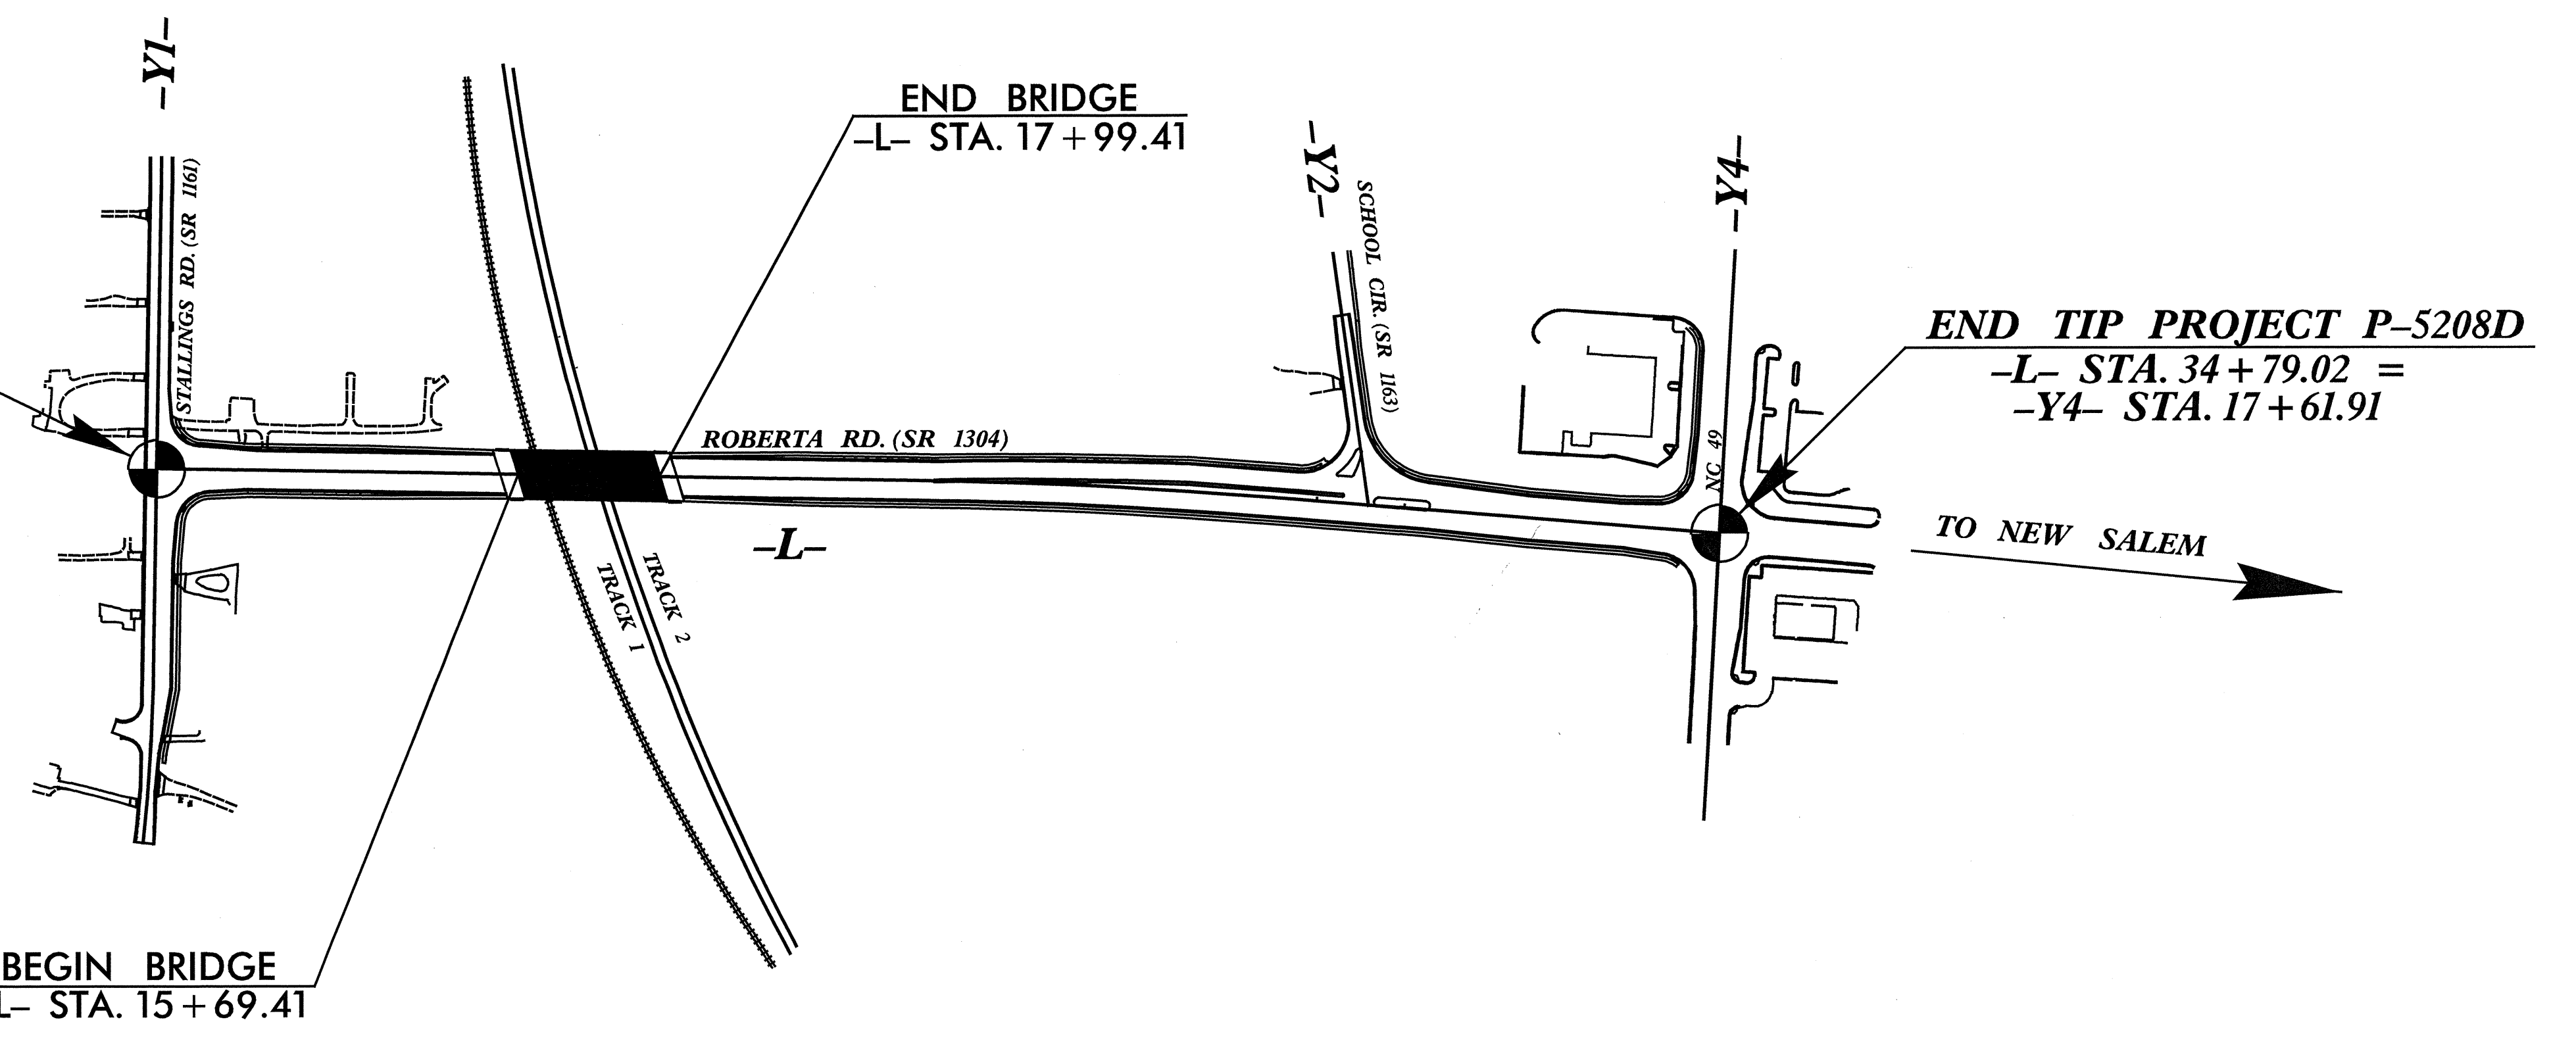 –Y1–
STALLINGS RD. (SR 1161)
END BRIDGE
–L– STA. 17+99.41
–Y2–
SCHOOL CIR. (SR 1163)
–Y4–
NC 49
END TIP PROJECT P–5208D
–L– STA. 34+79.02 =
–Y4– STA. 17+61.91
ROBERTA RD. (SR 1304)
TO NEW SALEM
–L–
TRACK 1
TRACK 2
BEGIN BRIDGE
L– STA. 15+69.41